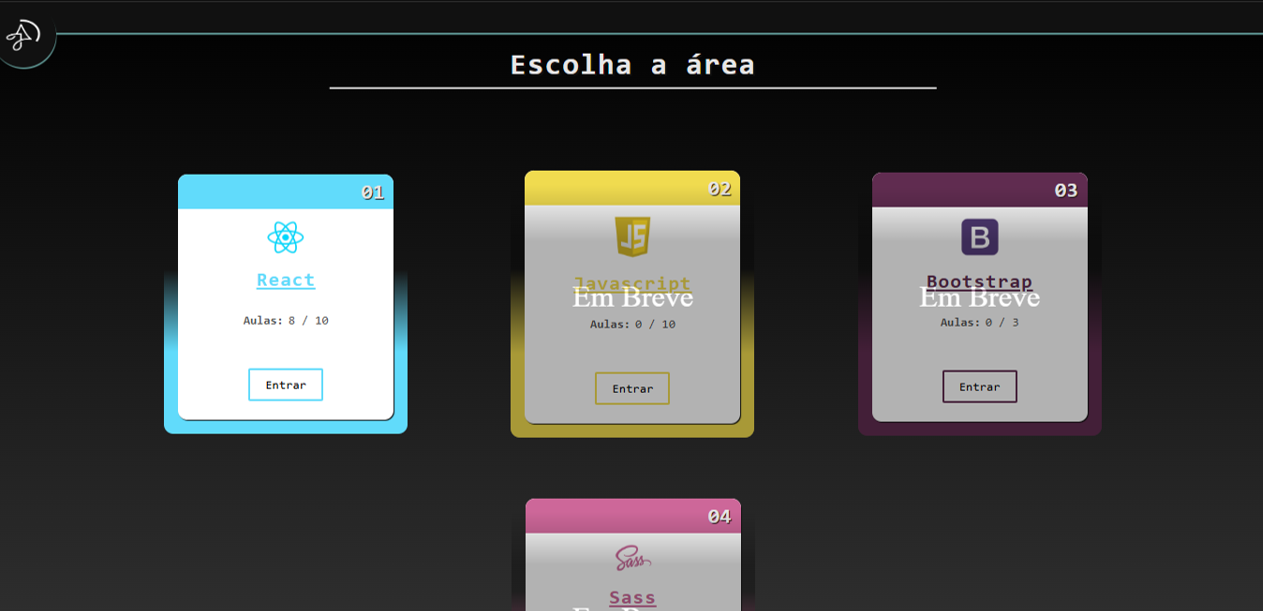 Escolha a área
01
React
Aulas: 8 / 10
Entrar
02
JS
Javascript
Em Breve
Aulas: 0 / 10
Entrar
03
B
Bootstrap
Em Breve
Aulas: 0 / 3
Entrar
04
Sass
Sass